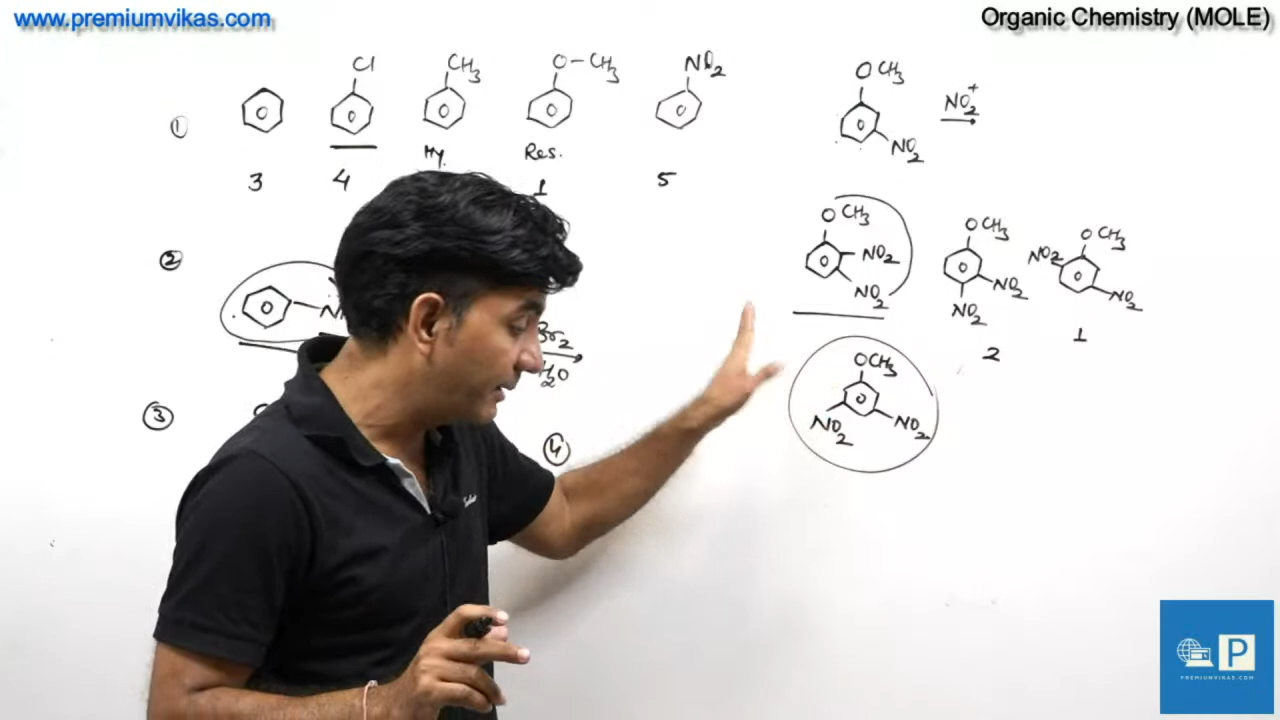 www.premiumvikas.com
Organic Chemistry (MOLE)
①
Cl
CH3
O-CH3
NO2
Hy.
Res.
3
4
1
5
OCH3
NO2
NO2+
②
Br2
H2O
OCH3
NO2
NO2
OCH3
NO2
NO2
2
OCH3
NO2
NO2
1
OCH3
NO2
NO2
③
④
P
PREMIUMVIKAS.COM